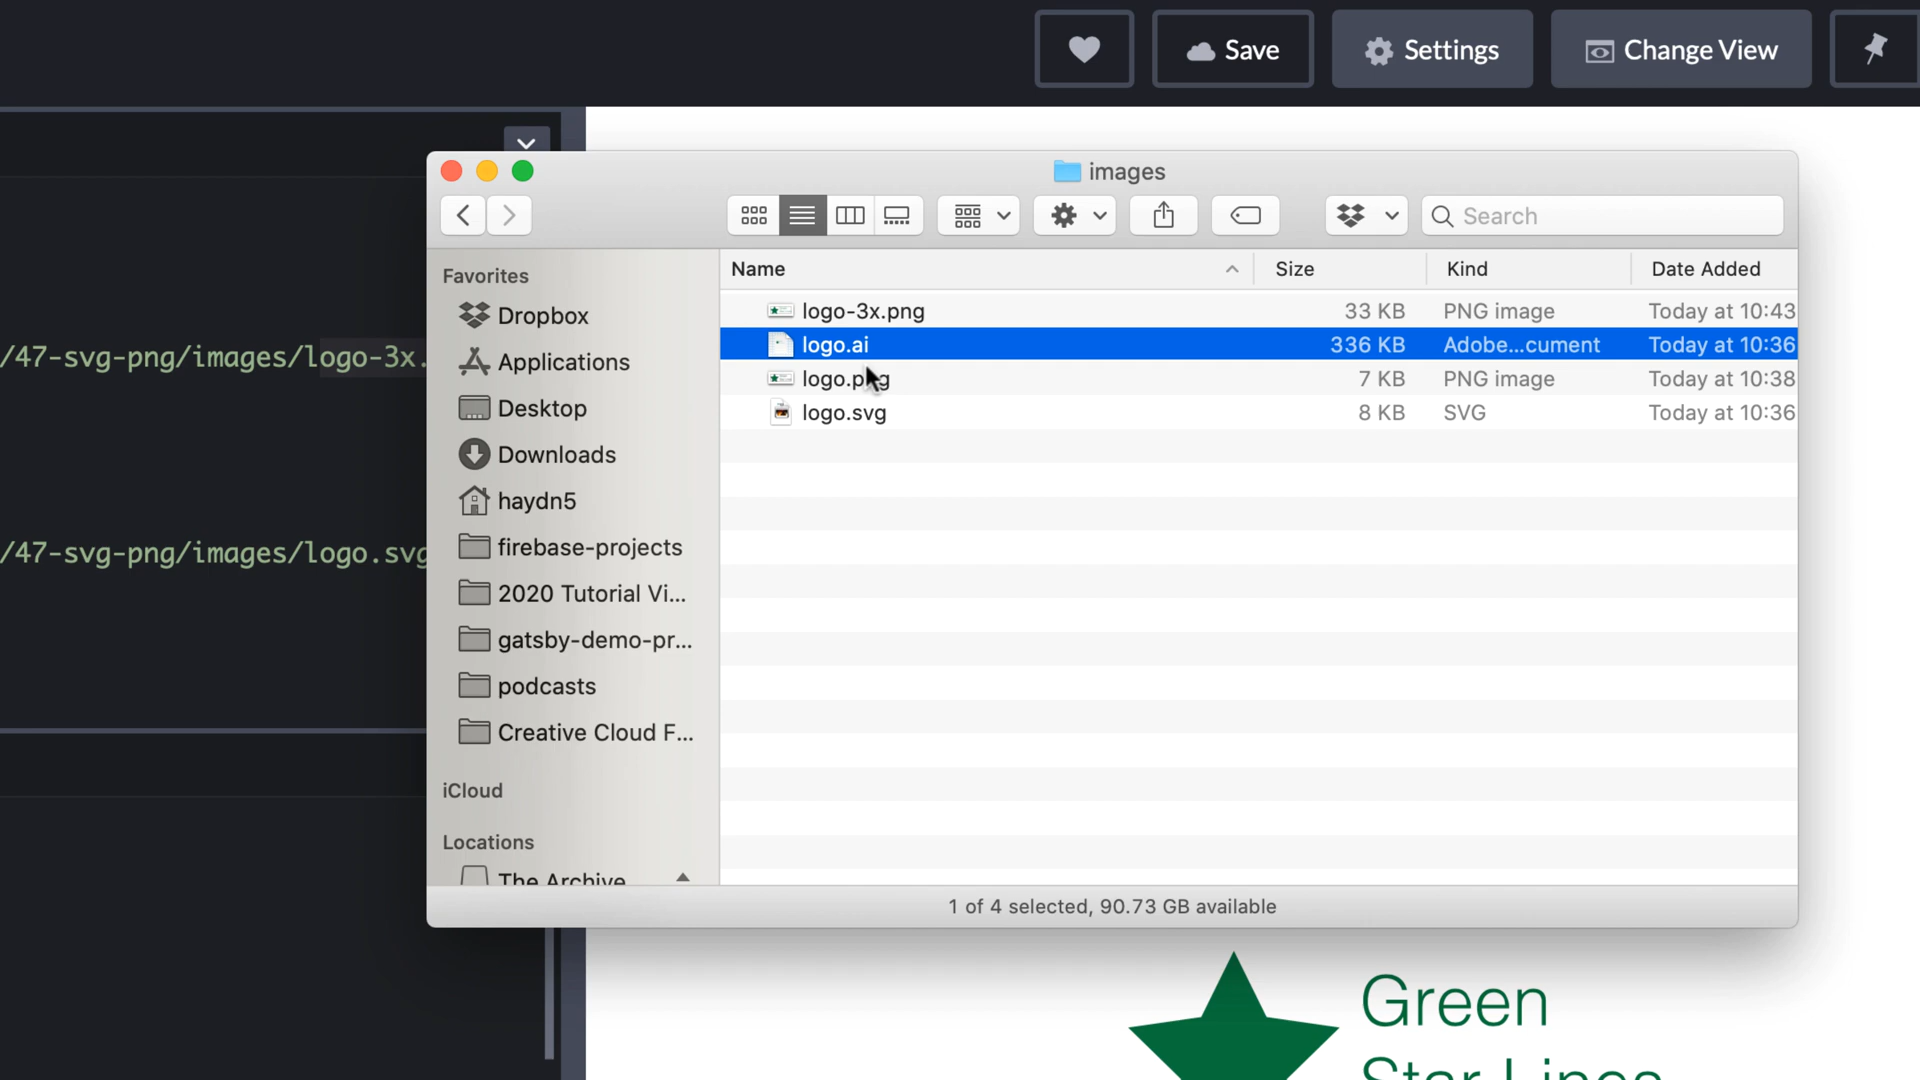 Save
Settings
Change View
images
Search
Favorites
Dropbox
Applications
Desktop
Downloads
haydn5
firebase-projects
2020 Tutorial Vi...
gatsby-demo-pr...
podcasts
Creative Cloud F...
iCloud
Locations
The Archive
Name Size Kind Date Added
logo-3x.png 33 KB PNG image Today at 10:43
logo.ai 336 KB Adobe...cument Today at 10:36
logo.png 7 KB PNG image Today at 10:38
logo.svg 8 KB SVG Today at 10:36
1 of 4 selected, 90.73 GB available
/47-svg-png/images/logo-3x.
/47-svg-png/images/logo.svg
Green
Star Lines